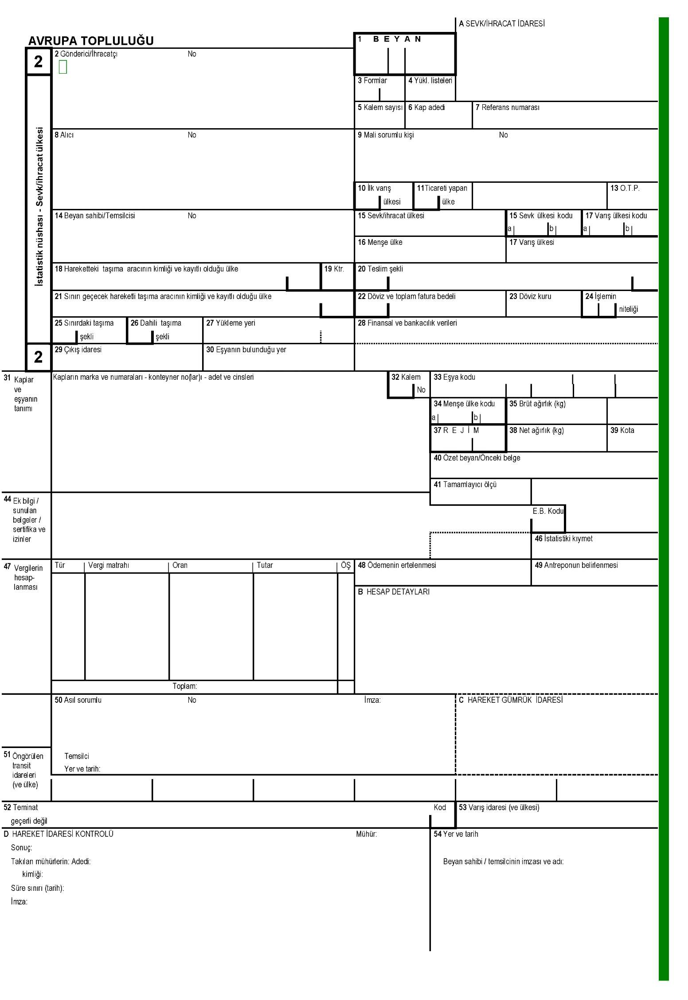 A SEVK/İHRACAT İDARESİ
AVRUPA TOPLULUĞU
1 B E Y A N
2
2 Gönderici/İhracatçı No
3 Formlar
4 Yükl. listeleri
5 Kalem sayısı
6 Kap adedi
7 Referans numarası
İstatistik nüshası - Sevk/ihracat ülkesi
8 Alıcı No
9 Mali sorumlu kişi No
10 İlk varış
ülkesi
11 Ticareti yapan
ülke
13 O.T.P.
14 Beyan sahibi/Temsilcisi No
15 Sevk/ihracat ülkesi
15 Sevk ülkesi kodu
a| b|
17 Varış ülkesi kodu
a| b|
16 Menşe ülke
17 Varış ülkesi
18 Hareketteki taşıma aracının kimliği ve kayıtlı olduğu ülke
19 Ktr.
20 Teslim şekli
21 Sınırı geçecek hareketli taşıma aracının kimliği ve kayıtlı olduğu ülke
22 Döviz ve toplam fatura bedeli
23 Döviz kuru
24 İşlemin
niteliği
25 Sınırdaki taşıma
şekli
26 Dahili taşıma
şekli
27 Yükleme yeri
28 Finansal ve bankacılık verileri
2
29 Çıkış idaresi
30 Eşyanın bulunduğu yer
31 Kaplar
ve
eşyanın
tanımı
Kapların marka ve numaraları - konteyner no(lar)ı - adet ve cinsleri
32 Kalem
No
33 Eşya kodu
34 Menşe ülke kodu
a| b|
35 Brüt ağırlık (kg)
37 R E J İ M
38 Net ağırlık (kg)
39 Kota
40 Özet beyan/Önceki belge
41 Tamamlayıcı ölçü
44 Ek bilgi /
sunulan
belgeler /
sertifika ve
izinler
E.B. Kodu
46 İstatistiki kıymet
47 Vergilerin
hesap-
lanması
Tür Vergi matrahı Oran Tutar ÖŞ
48 Ödemenin ertelenmesi
49 Antreponun belirlenmesi
B HESAP DETAYLARI
Toplam:
50 Asıl sorumlu No İmza:
C HAREKET GÜMRÜK İDARESİ
Temsilci
Yer ve tarih:
51 Öngörülen
transit
idareleri
(ve ülke)
52 Teminat
geçerli değil
Kod
53 Varış idaresi (ve ülkesi)
D HAREKET İDARESİ KONTROLÜ Mühür:
Sonuç:
Takılan mühürlerin: Adedi:
kimliği:
Süre sınırı (tarih):
İmza:
54 Yer ve tarih
Beyan sahibi / temsilcinin imzası ve adı: